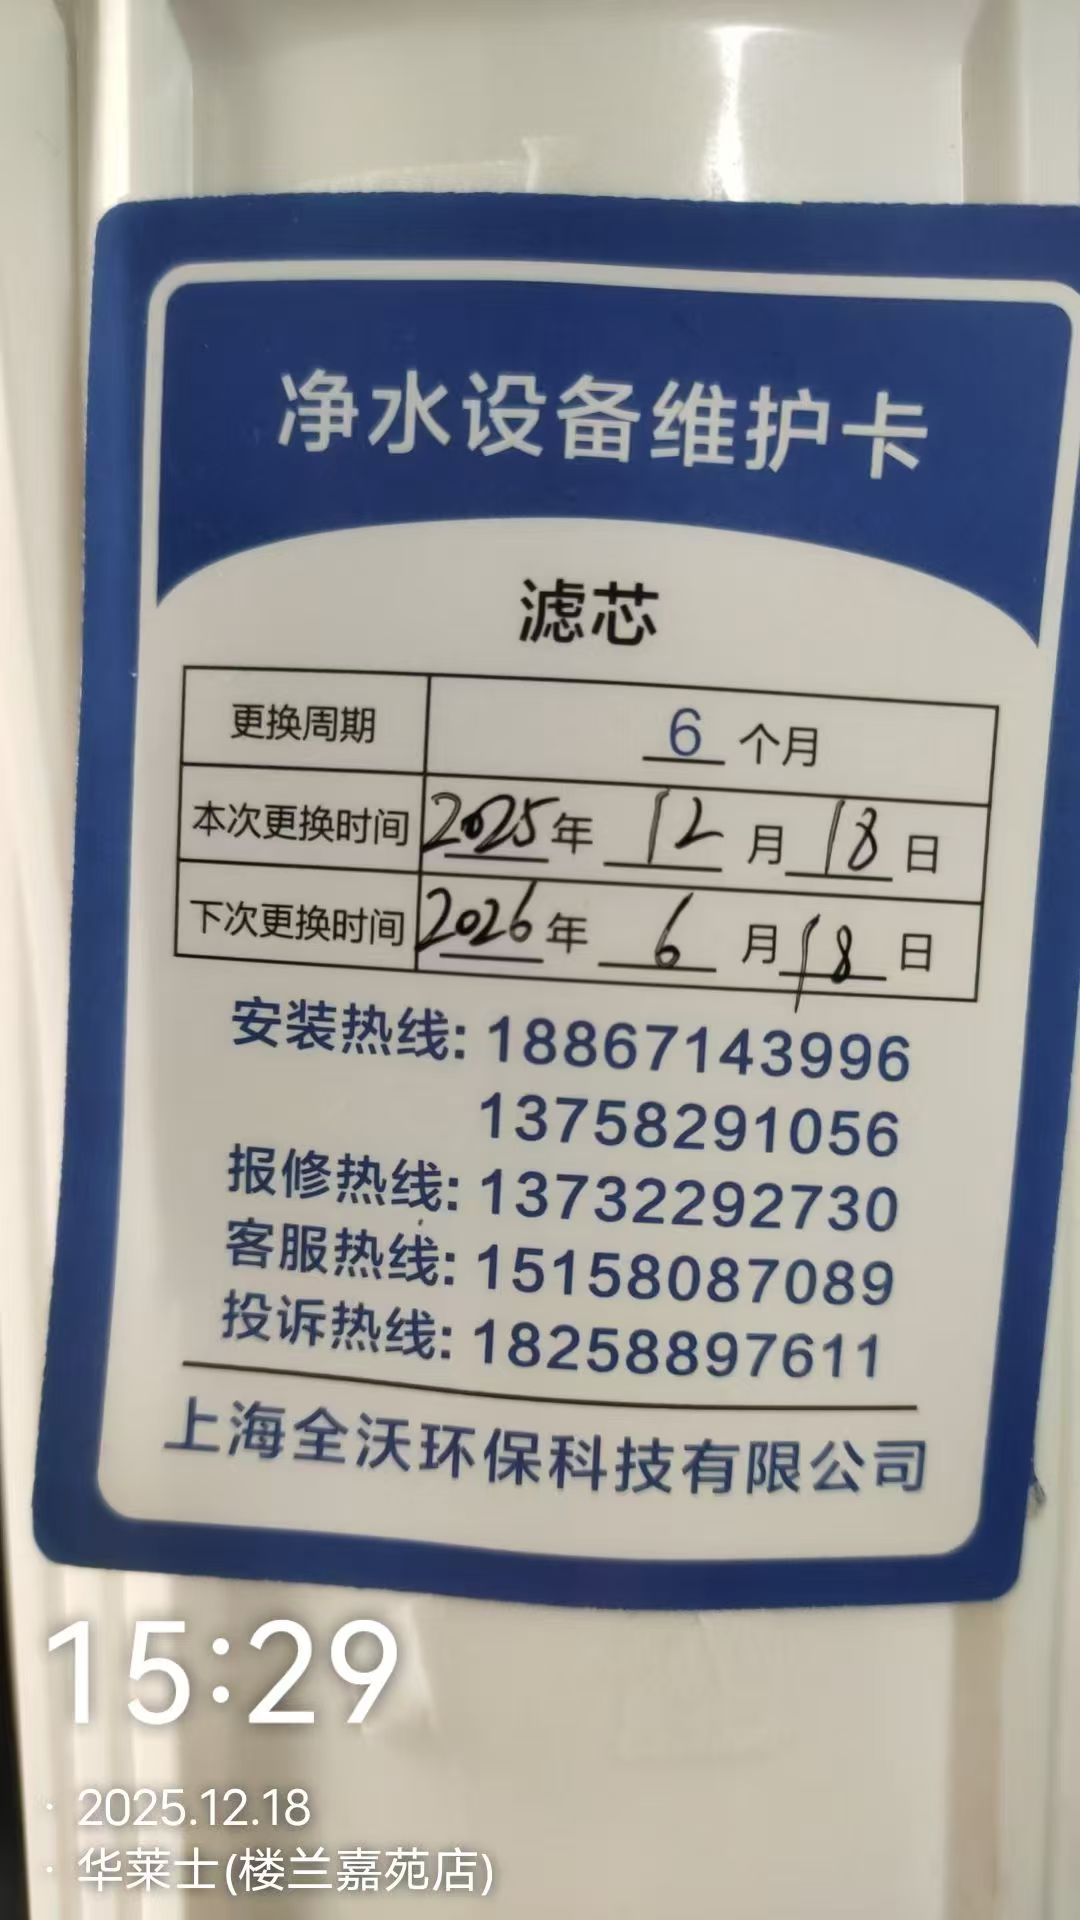 净水设备维护卡
滤芯
更换周期 6 个月
本次更换时间 2025年 12 月 18 日
下次更换时间 2026年 6 月 18 日
安装热线: 18867143996
13758291056
报修热线: 13732292730
客服热线: 15158087089
投诉热线: 18258897611
上海全沃环保科技有限公司
15:29
· 2025.12.18
· 华莱士(楼兰嘉苑店)